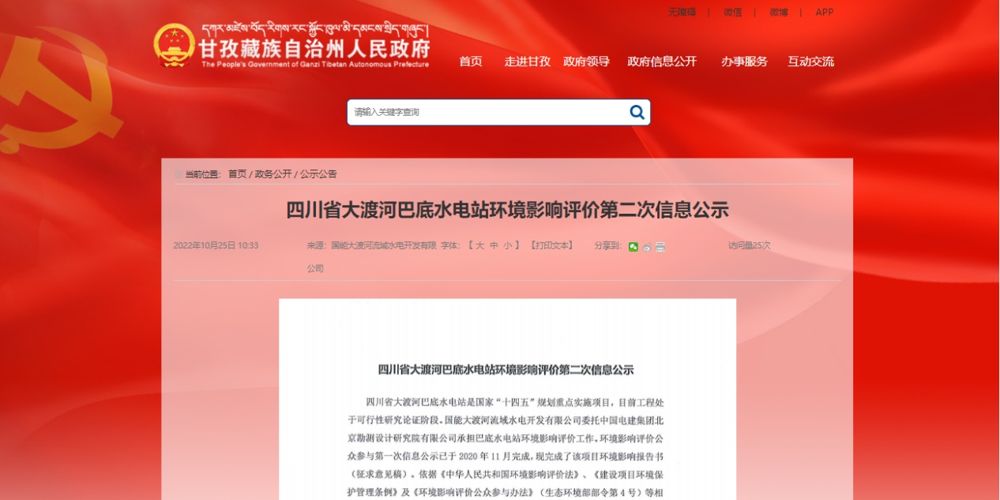 无障碍 | 微信 | 微博 | APP
དཀར་མཛེས་བོད་རིགས་རང་སྐྱོང་ཁུལ་མི་དམངས་སྲིད་གཞུང་།
甘孜藏族自治州人民政府
The People's Government of Ganzi Tibetan Autonomous Prefecture
首页 走进甘孜 政府领导 政府信息公开 办事服务 互动交流
请输入关键字查询
当前位置: 首页 / 政务公开 / 公示公告
四川省大渡河巴底水电站环境影响评价第二次信息公示
2022年10月25日 10:33 来源: 国能大渡河流域水电开发有限 字体: 【 大 中 小 】 【打印文本】 分享到: 访问量25次
公司
四川省大渡河巴底水电站环境影响评价第二次信息公示
四川省大渡河巴底水电站是国家“十四五”规划重点实施项目，目前工程处
于可行性研究论证阶段。国能大渡河流域水电开发有限公司委托中国电建集团北
京勘测设计研究院有限公司承担巴底水电站环境影响评价工作。环境影响评价公
众参与第一次信息公示已于 2020 年 11 月完成，现完成了该项目环境影响报告书
（征求意见稿）。依据《中华人民共和国环境影响评价法》、《建设项目环境保
护管理条例》及《环境影响评价公众参与办法》（生态环境部部令第 4 号）等相